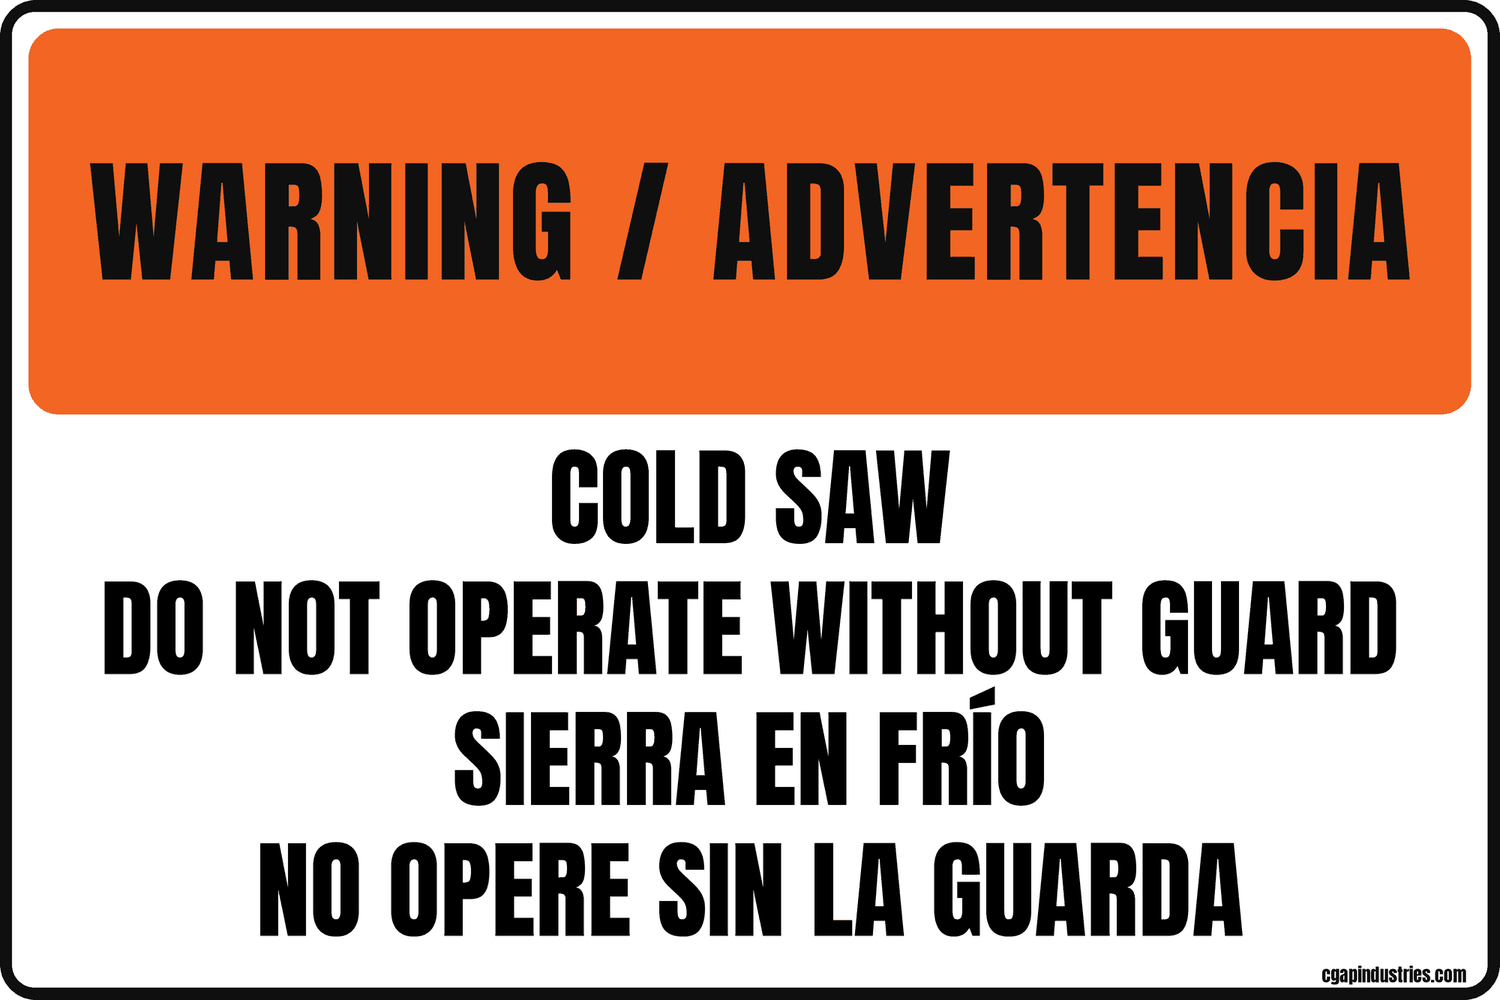 WARNING / ADVERTENCIA
COLD SAW
DO NOT OPERATE WITHOUT GUARD
SIERRA EN FRÍO
NO OPERE SIN LA GUARDA
cgapindustries.com